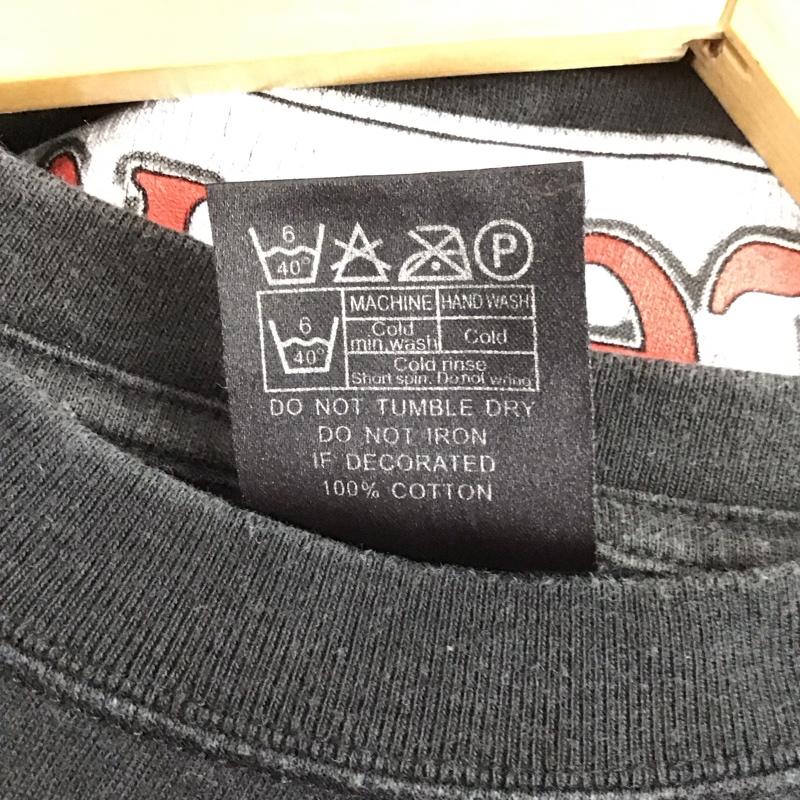 6
40°
P
MACHINE HAND WASH
6
40°
Cold
min.wash
Cold
Cold rinse
Short spin. Do not wring
DO NOT TUMBLE DRY
DO NOT IRON
IF DECORATED
100% COTTON